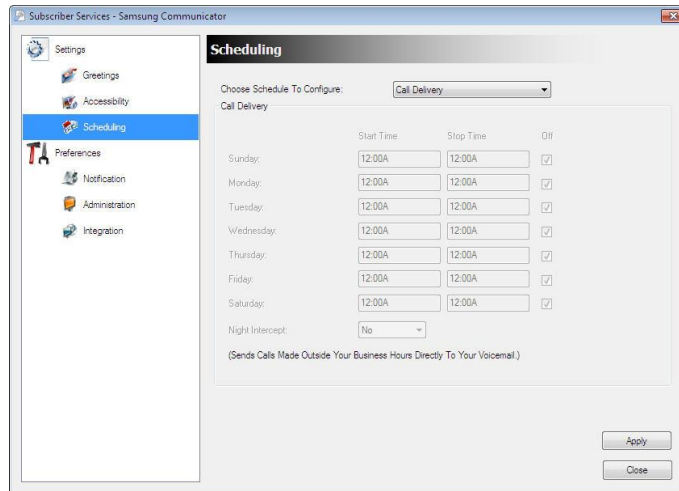 Subscriber Services - Samsung Communicator
Settings
Greetings
Accessibility
Scheduling
Preferences
Notification
Administration
Integration
Scheduling
Choose Schedule To Configure: Call Delivery
Call Delivery
Start Time Stop Time Off
Sunday: 12:00A 12:00A
Monday: 12:00A 12:00A
Tuesday: 12:00A 12:00A
Wednesday: 12:00A 12:00A
Thursday: 12:00A 12:00A
Friday: 12:00A 12:00A
Saturday: 12:00A 12:00A
Night Intercept: No
(Sends Calls Made Outside Your Business Hours Directly To Your Voicemail.)
Apply
Close